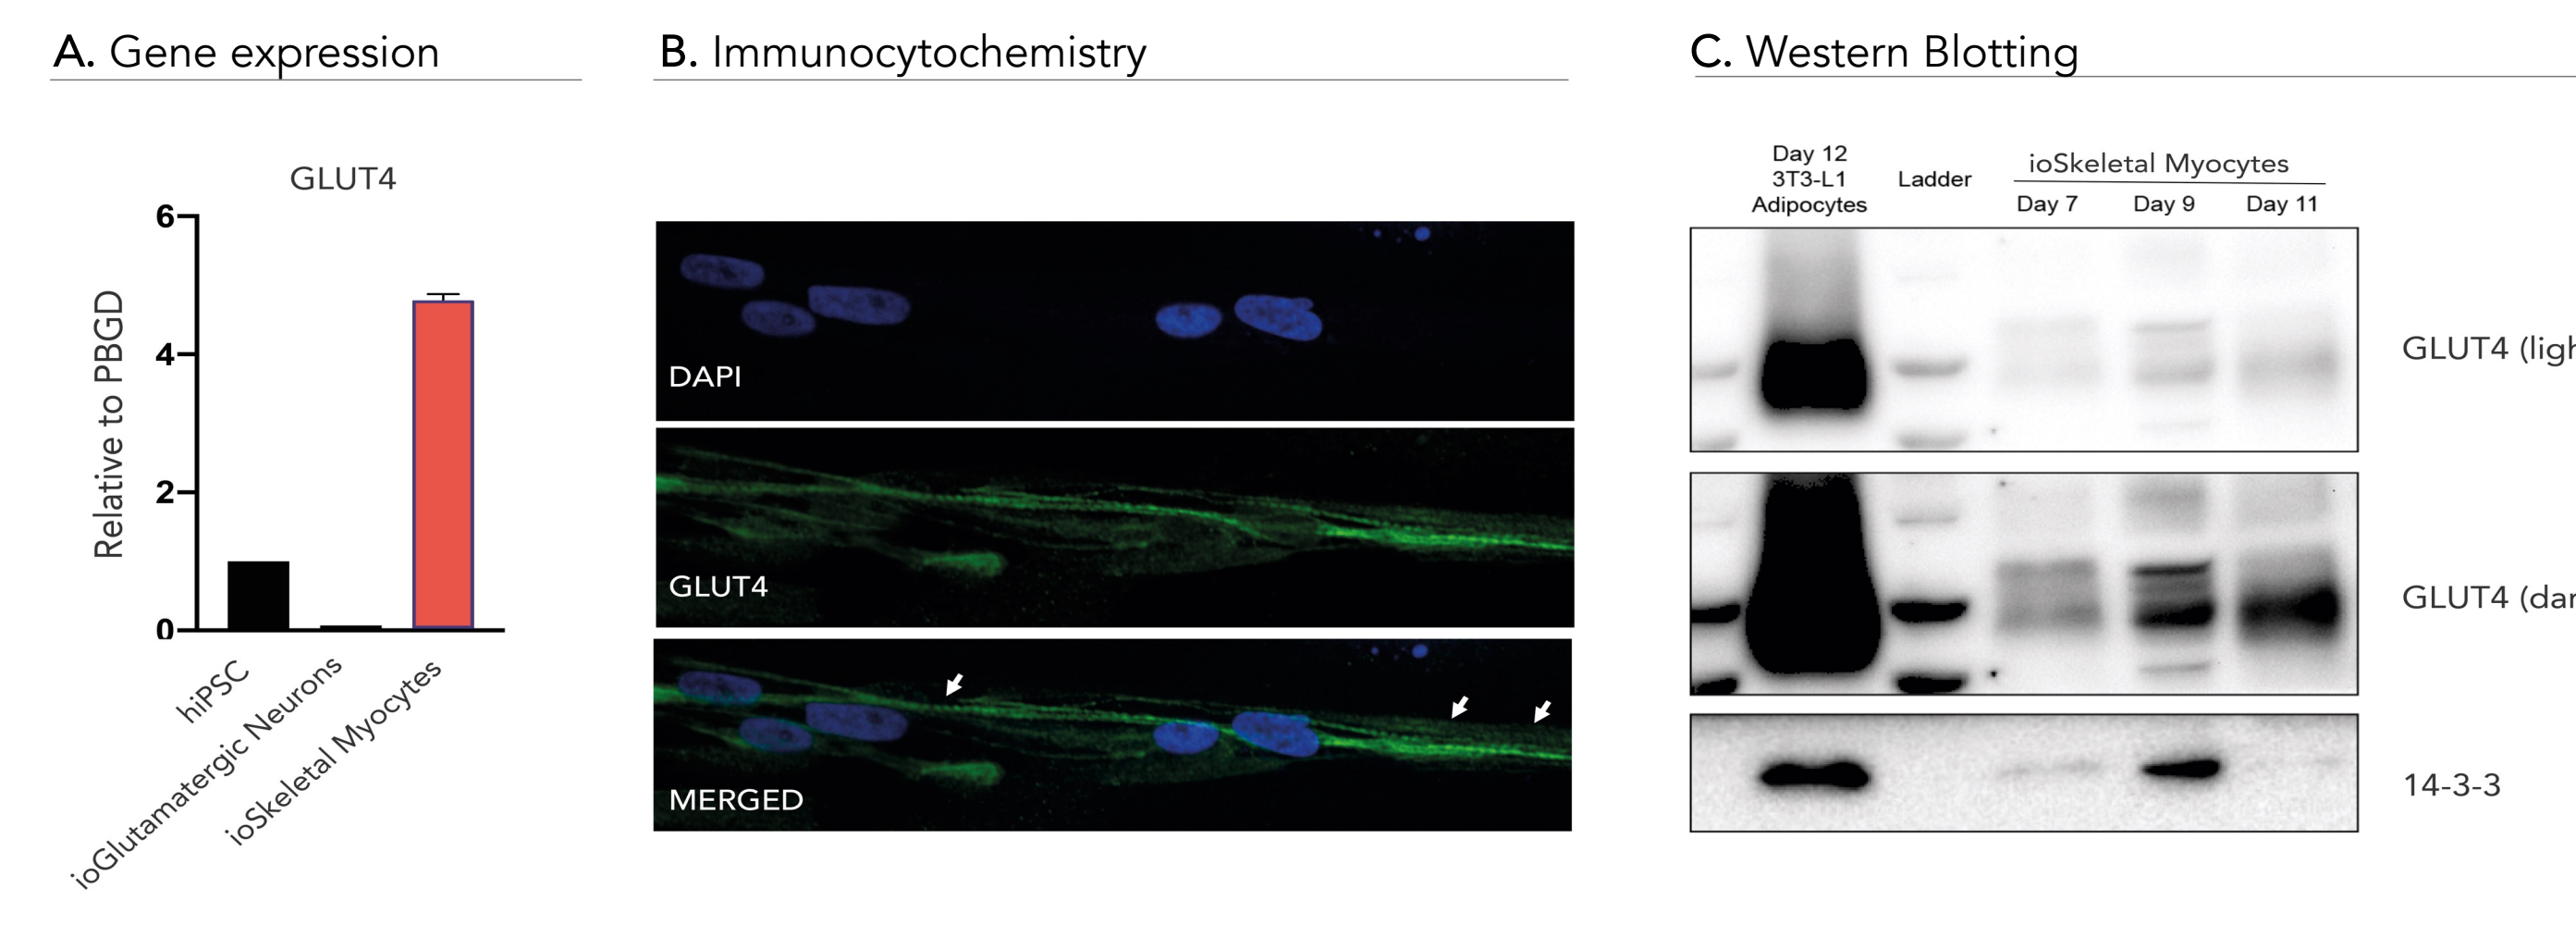 A. Gene expression
GLUT4
6
4
2
0
Relative to PBGD
hiPSC
ioGlutamatergic Neurons
ioSkeletal Myocytes
B. Immunocytochemistry
DAPI
GLUT4
MERGED
C. Western Blotting
Day 12
3T3-L1
Adipocytes
Ladder
ioSkeletal Myocytes
Day 7
Day 9
Day 11
GLUT4
GLUT4
14-3-3